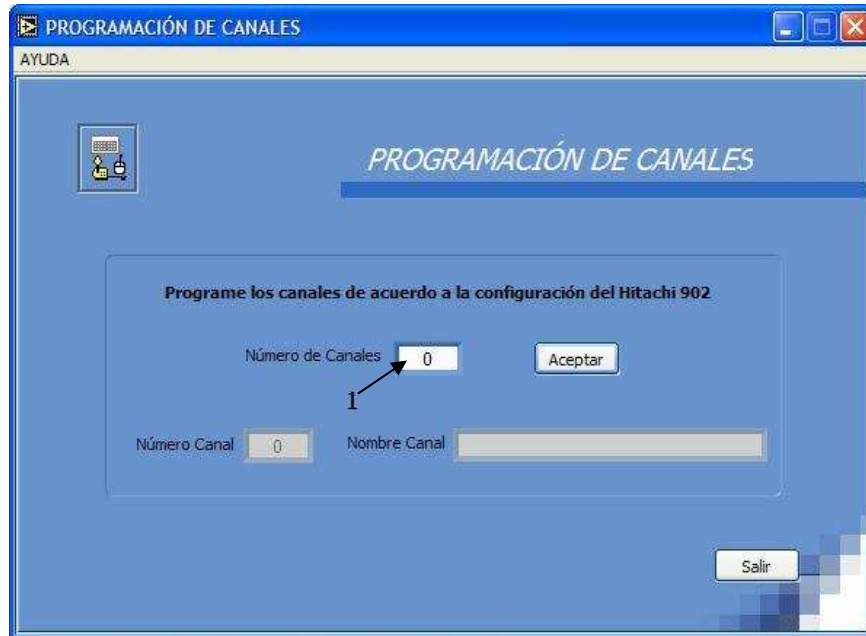 PROGRAMACIÓN DE CANALES
AYUDA
PROGRAMACIÓN DE CANALES
Programe los canales de acuerdo a la configuración del Hitachi 902
Número de Canales 0 Aceptar
1
Número Canal 0 Nombre Canal
Salir